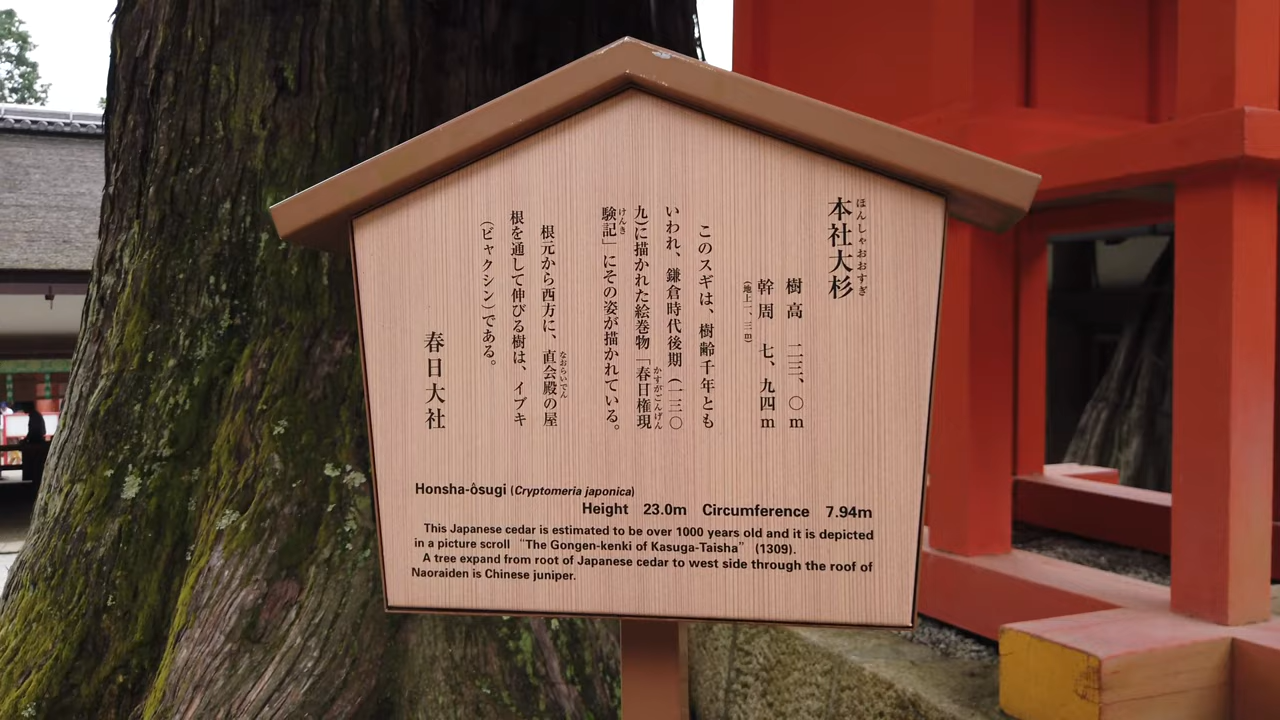 本社大杉
ほんしゃおおすぎ
樹高 二三、〇m
幹周 七、九四m
(地上一、三m)
このスギは、樹齢千年とも
いわれ、鎌倉時代後期(一三〇
九)に描かれた絵巻物「春日権現
かすがごんげん
験記」にその姿が描かれている。
けんき
根元から西方に、直会殿の屋
なおらいでん
根を通して伸びる樹は、イブキ
(ビャクシン)である。
春日大社
Honsha-ôsugi (Cryptomeria japonica)
Height 23.0m Circumference 7.94m
This Japanese cedar is estimated to be over 1000 years old and it is depicted
in a picture scroll "The Gongen-kenki of Kasuga-Taisha" (1309).
A tree expand from root of Japanese cedar to west side through the roof of
Naoraiden is Chinese juniper.